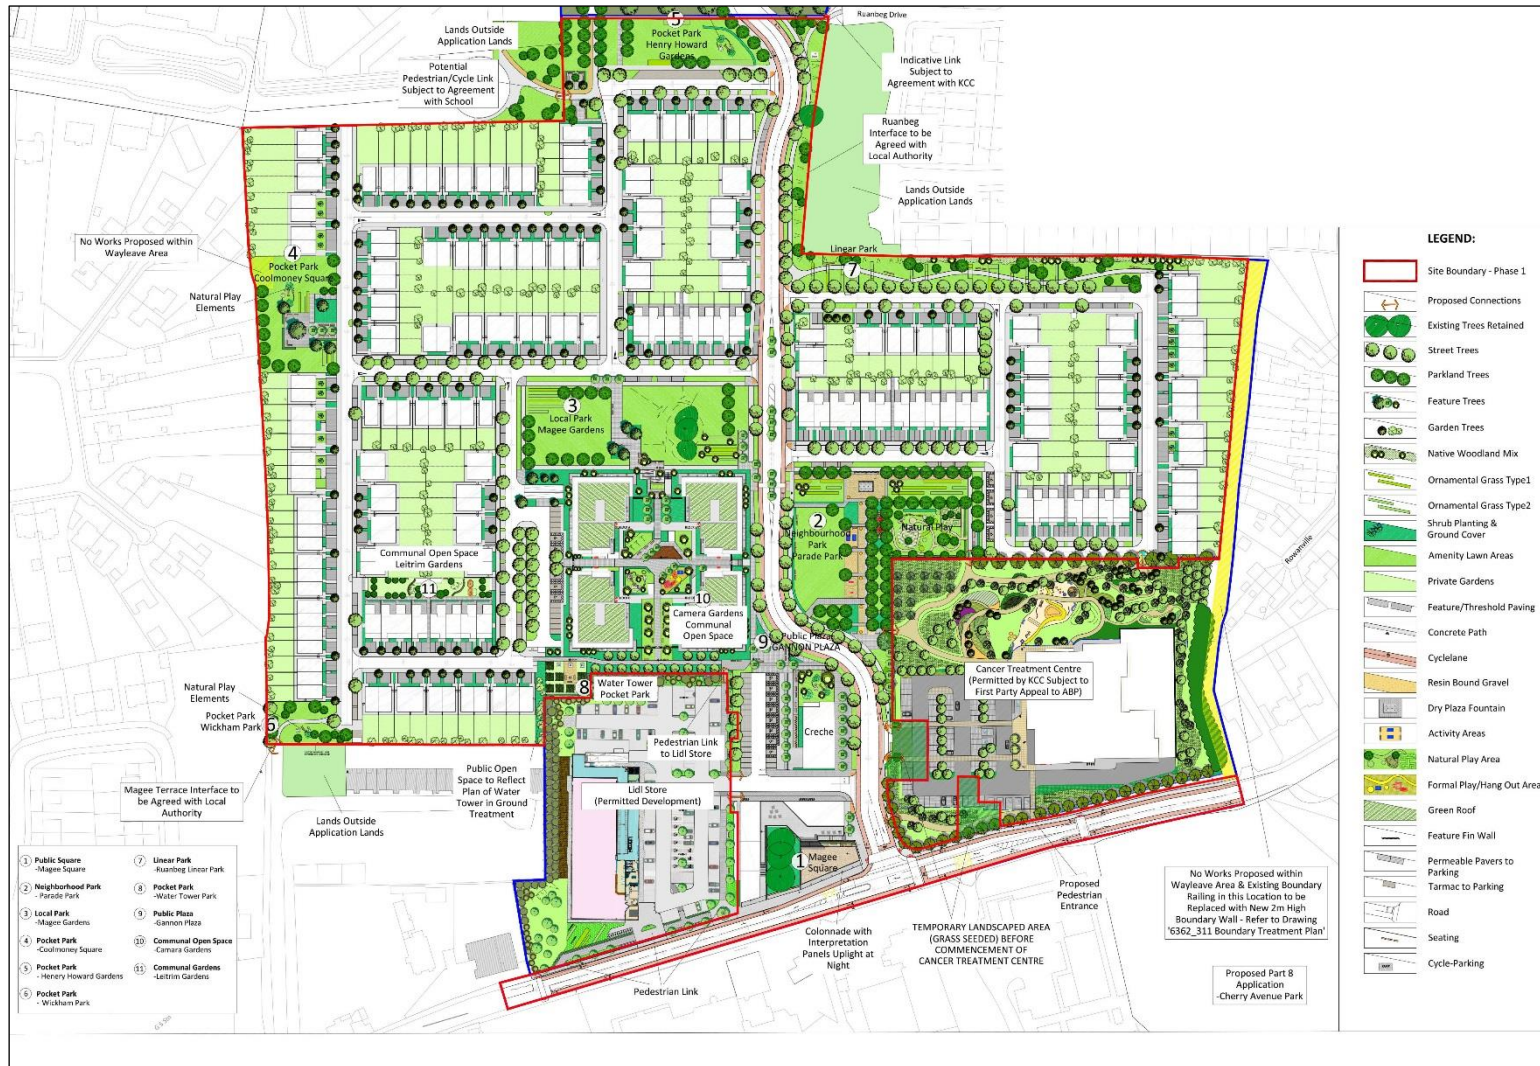 Ruanbeg Drive
Lands Outside
Application Lands
5
Pocket Park
Henry Howard
Gardens
Potential
Pedestrian/Cycle Link
Subject to Agreement
with School
Indicative Link
Subject to
Agreement with KCC
Ruanbeg
Interface to be
Agreed with
Local Authority
Lands Outside
Application Lands
No Works Proposed within
Wayleave Area
4
Pocket Park
Coolmoney Square
Natural Play
Elements
Linear Park
7
3
Local Park
Magee Gardens
2
Neighbourhood
Park
Parade Park
Natural Play
Rowanville
Communal Open Space
Leitrim Gardens
11
10
Camera Gardens
Communal
Open Space
9
Public Plaza
GANNON PLAZA
Cancer Treatment Centre
(Permitted by KCC Subject to
First Party Appeal to ABP)
8
Water Tower
Pocket Park
Natural Play
Elements
Pocket Park
Wickham Park
6
Pedestrian Link
to Lidl Store
Creche
Magee Terrace Interface to
be Agreed with Local
Authority
Lands Outside
Application Lands
Public Open
Space to Reflect
Plan of Water
Tower in Ground
Treatment
Lidl Store
(Permitted Development)
1
Magee
Square
Proposed
Pedestrian
Entrance
Colonnade with
Interpretation
Panels Uplight at
Night
TEMPORARY LANDSCAPED AREA
(GRASS SEEDED) BEFORE
COMMENCEMENT OF
CANCER TREATMENT CENTRE
No Works Proposed within
Wayleave Area & Existing Boundary
Railing in this Location to be
Replaced with New 2m High
Boundary Wall - Refer to Drawing
'6362_311 Boundary Treatment Plan'
Pedestrian Link
Proposed Part 8
Application
-Cherry Avenue Park
1 Public Square
-Magee Square
2 Neighborhood Park
- Parade Park
3 Local Park
-Magee Gardens
4 Pocket Park
-Coolmoney Square
5 Pocket Park
- Henery Howard Gardens
6 Pocket Park
- Wickham Park
7 Linear Park
-Ruanbeg Linear Park
8 Pocket Park
-Water Tower Park
9 Public Plaza
-Gannon Plaza
10 Communal Open Space
-Camara Gardens
11 Communal Gardens
-Leitrim Gardens
LEGEND:
Site Boundary - Phase 1
Proposed Connections
Existing Trees Retained
Street Trees
Parkland Trees
Feature Trees
Garden Trees
Native Woodland Mix
Ornamental Grass Type1
Ornamental Grass Type2
Shrub Planting &
Ground Cover
Amenity Lawn Areas
Private Gardens
Feature/Threshold Paving
Concrete Path
Cyclelane
Resin Bound Gravel
Dry Plaza Fountain
Activity Areas
Natural Play Area
Formal Play/Hang Out Area
Green Roof
Feature Fin Wall
Permeable Pavers to
Parking
Tarmac to Parking
Road
Seating
Cycle-Parking